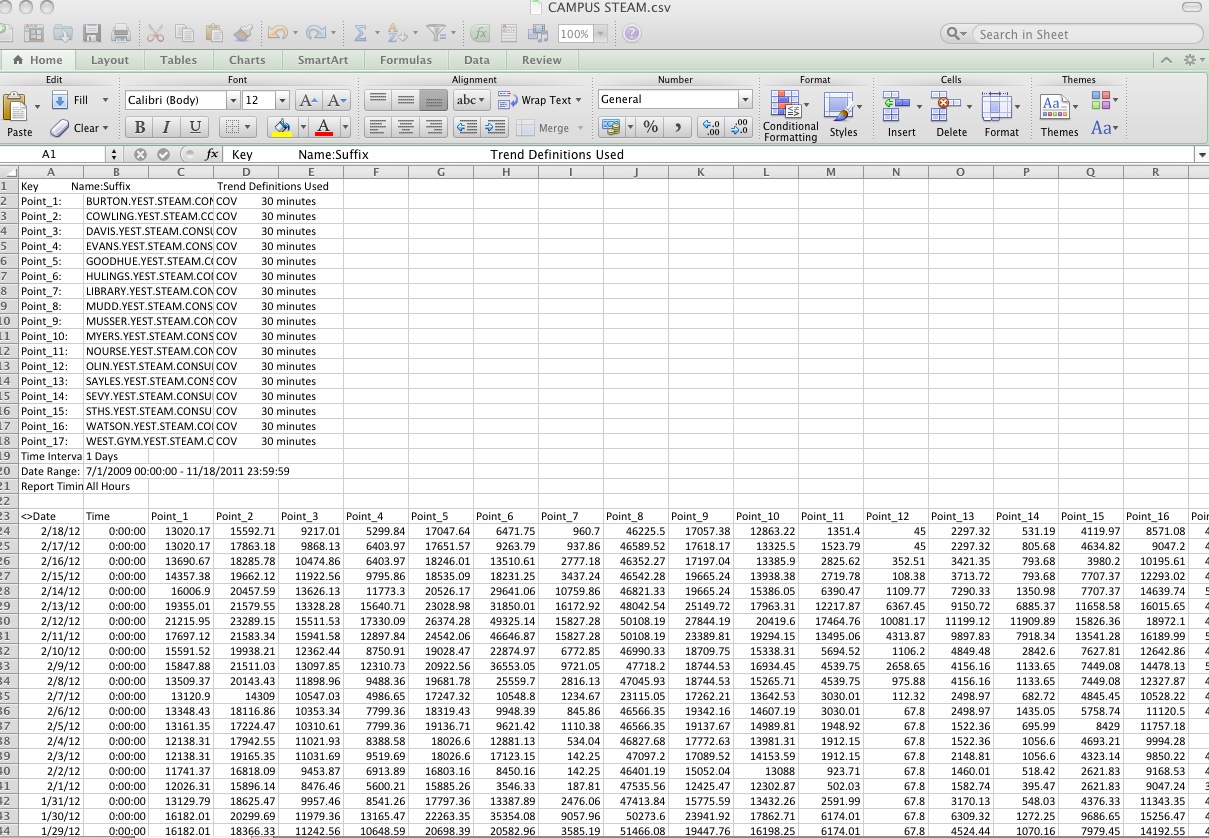 CAMPUS STEAM.csv
100% Search in Sheet
Home Layout Tables Charts SmartArt Formulas Data Review
Edit Font Alignment Number Format Cells Themes
Fill Calibri (Body) 12 A A abc Wrap Text General
Paste Clear B I U A Merge % , Conditional Formatting Styles Insert Delete Format Themes Aa
A1 fx Key Name:Suffix Trend Definitions Used
A B C D E F G H I J K L M N O P Q R
1 Key Name:Suffix Trend Definitions Used
2 Point_1: BURTON.YEST.STEAM.CON COV 30 minutes
3 Point_2: COWLING.YEST.STEAM.CC COV 30 minutes
4 Point_3: DAVIS.YEST.STEAM.CONSU COV 30 minutes
5 Point_4: EVANS.YEST.STEAM.CONS COV 30 minutes
6 Point_5: GOODHUE.YEST.STEAM.CO COV 30 minutes
7 Point_6: HULINGS.YEST.STEAM.COI COV 30 minutes
8 Point_7: LIBRARY.YEST.STEAM.CON COV 30 minutes
9 Point_8: MUDD.YEST.STEAM.CONSU COV 30 minutes
10 Point_9: MUSSER.YEST.STEAM.CON COV 30 minutes
11 Point_10: MYERS.YEST.STEAM.CONS COV 30 minutes
12 Point_11: NOURSE.YEST.STEAM.CON COV 30 minutes
13 Point_12: OLIN.YEST.STEAM.CONSUI COV 30 minutes
14 Point_13: SAYLES.YEST.STEAM.CONS COV 30 minutes
15 Point_14: SEVY.YEST.STEAM.CONSU COV 30 minutes
16 Point_15: STHS.YEST.STEAM.CONSU COV 30 minutes
17 Point_16: WATSON.YEST.STEAM.CO COV 30 minutes
18 Point_17: WEST.GYM.YEST.STEAM.C COV 30 minutes
19 Time Interva 1 Days
20 Date Range: 7/1/2009 00:00:00 - 11/18/2011 23:59:59
21 Report Timin All Hours
22
23 <>Date Time Point_1 Point_2 Point_3 Point_4 Point_5 Point_6 Point_7 Point_8 Point_9 Point_10 Point_11 Point_12 Point_13 Point_14 Point_15 Point_16 Poi
24 2/18/12 0:00:00 13020.17 15592.71 9217.01 5299.84 17047.64 6471.75 960.7 46225.5 17057.38 12863.22 1351.4 45 2297.32 531.19 4119.97 8571.08
25 2/17/12 0:00:00 13020.17 17863.18 9868.13 6403.97 17651.57 9263.79 937.86 46589.52 17618.17 13325.5 1523.79 45 2297.32 805.68 4634.82 9047.2
26 2/16/12 0:00:00 13690.67 18285.78 10474.86 6403.97 18246.01 13510.61 2777.18 46352.27 17197.04 13385.9 2825.62 352.51 3421.35 793.68 3980.2 10195.61
27 2/15/12 0:00:00 14357.38 19662.12 11922.56 9795.86 18535.09 18231.25 3437.24 46542.28 19665.24 13938.38 2719.78 108.38 3713.72 793.68 7707.37 12293.02
28 2/14/12 0:00:00 16006.9 20457.59 13626.13 11773.3 20526.17 29641.06 10759.86 46821.33 19665.24 15386.05 6390.47 1109.77 7290.33 1350.98 7707.37 14639.74
29 2/13/12 0:00:00 19355.01 21579.55 13328.28 15640.71 23028.98 31850.01 16172.92 48042.54 25149.72 17963.31 12217.87 6367.45 9150.72 6885.37 11658.58 16015.65
30 2/12/12 0:00:00 21215.95 23289.15 15511.53 17330.09 26374.28 49325.14 15827.28 50108.19 27844.19 20419.6 17464.76 10081.17 11199.12 11909.89 15826.36 18972.1
31 2/11/12 0:00:00 17697.12 21583.34 15941.58 12897.84 24542.06 46646.87 15827.28 50108.19 23389.81 19294.15 13495.06 4313.87 9897.83 7918.34 13541.28 16189.99
32 2/10/12 0:00:00 15591.52 19938.21 12362.44 8750.91 19028.47 22874.97 6772.85 46990.33 18709.75 15338.31 5694.52 1106.2 4849.48 2842.6 7627.81 12642.86
33 2/9/12 0:00:00 15847.88 21511.03 13097.85 12310.73 20922.56 36553.05 9721.05 47718.2 18744.53 16934.45 4539.75 2658.65 4156.16 1133.65 7449.08 14478.13
34 2/8/12 0:00:00 13509.37 20143.43 11898.96 9488.36 19681.78 25559.7 2816.13 47045.93 18744.53 15265.71 4539.75 975.88 4156.16 1133.65 7449.08 12327.87
35 2/7/12 0:00:00 13120.9 14309 10547.03 4986.65 17247.32 10548.8 1234.67 23115.05 17262.21 13642.53 3030.01 112.32 2498.97 682.72 4845.45 10528.22
36 2/6/12 0:00:00 13348.43 18116.86 10353.34 7799.36 18319.43 9948.39 845.86 46566.35 19342.16 14607.19 3030.01 67.8 2498.97 1435.05 5758.74 11120.5
37 2/5/12 0:00:00 13161.35 17224.47 10310.61 7799.36 19136.71 9621.42 1110.38 46566.35 19137.67 14989.81 1948.92 67.8 1522.36 695.99 8429 11757.18
38 2/4/12 0:00:00 12138.31 17942.55 11021.93 8388.58 18026.6 12881.13 534.04 46827.68 17772.63 13981.31 1912.15 67.8 1522.36 1056.6 4693.21 9994.28
39 2/3/12 0:00:00 12138.31 19165.35 11031.69 9519.69 18026.6 17123.15 142.25 47097.2 17089.52 14153.59 1912.15 67.8 2148.81 1056.6 4323.14 9850.22
40 2/2/12 0:00:00 11741.37 16818.09 9453.87 6913.89 16803.16 8450.16 142.25 46401.19 15052.04 13088 923.71 67.8 1460.01 518.42 2621.83 9168.53
41 2/1/12 0:00:00 12026.31 15896.14 8476.46 5600.21 15885.26 3546.33 187.81 47535.56 12425.47 12302.87 502.03 67.8 1582.74 395.47 2621.83 9047.24
42 1/31/12 0:00:00 13129.79 18625.47 9957.46 8541.26 17797.36 13387.89 2476.06 47413.84 15775.59 13432.26 2591.99 67.8 3170.13 548.03 4376.33 11343.35
43 1/30/12 0:00:00 16182.01 20299.69 11979.36 13165.47 22263.35 35354.08 9057.96 50273.6 23941.92 17862.71 6174.01 67.8 6309.32 1272.25 9686.65 15256.47
44 1/29/12 0:00:00 16182.01 18366.33 11242.56 10648.59 20698.39 20582.96 3585.19 51466.08 19447.76 16198.25 6174.01 67.8 4524.44 1070.16 7979.45 14192.55